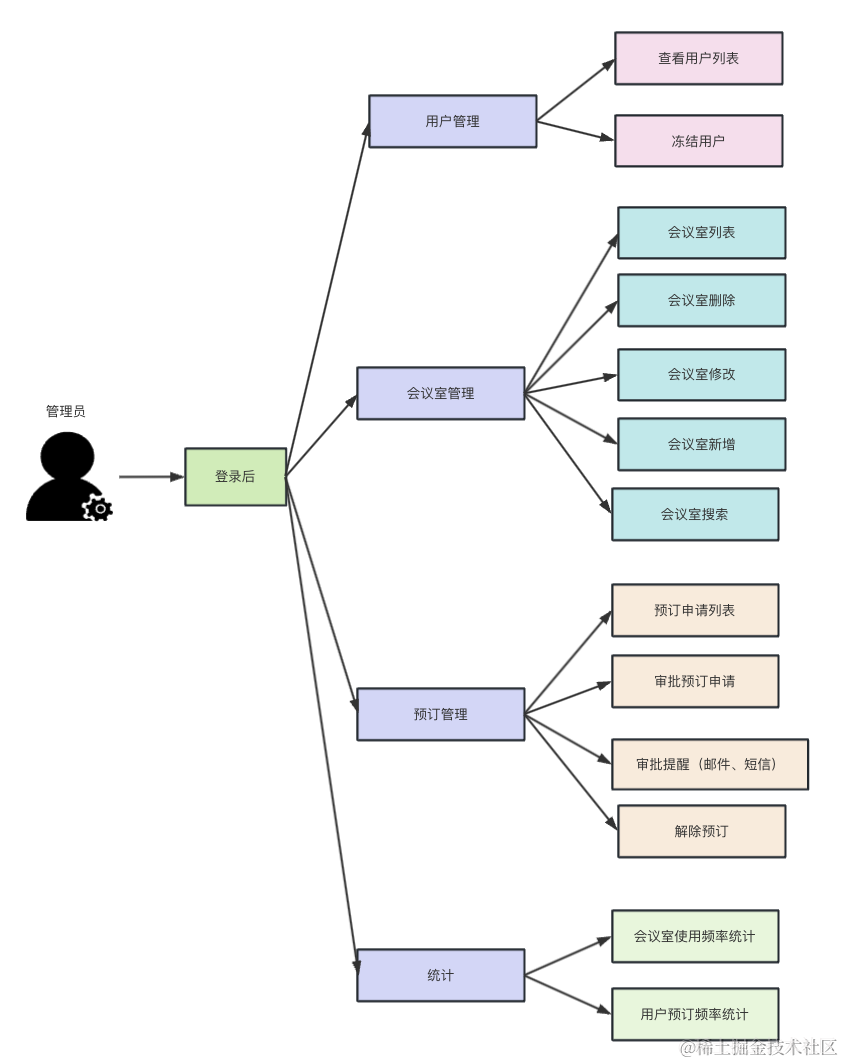 管理员
登录后
用户管理
查看用户列表
冻结用户
会议室管理
会议室列表
会议室删除
会议室修改
会议室新增
会议室搜索
预订管理
预订申请列表
审批预订申请
审批提醒（邮件、短信）
解除预订
统计
会议室使用频率统计
用户预订频率统计
@稀土掘金技术社区